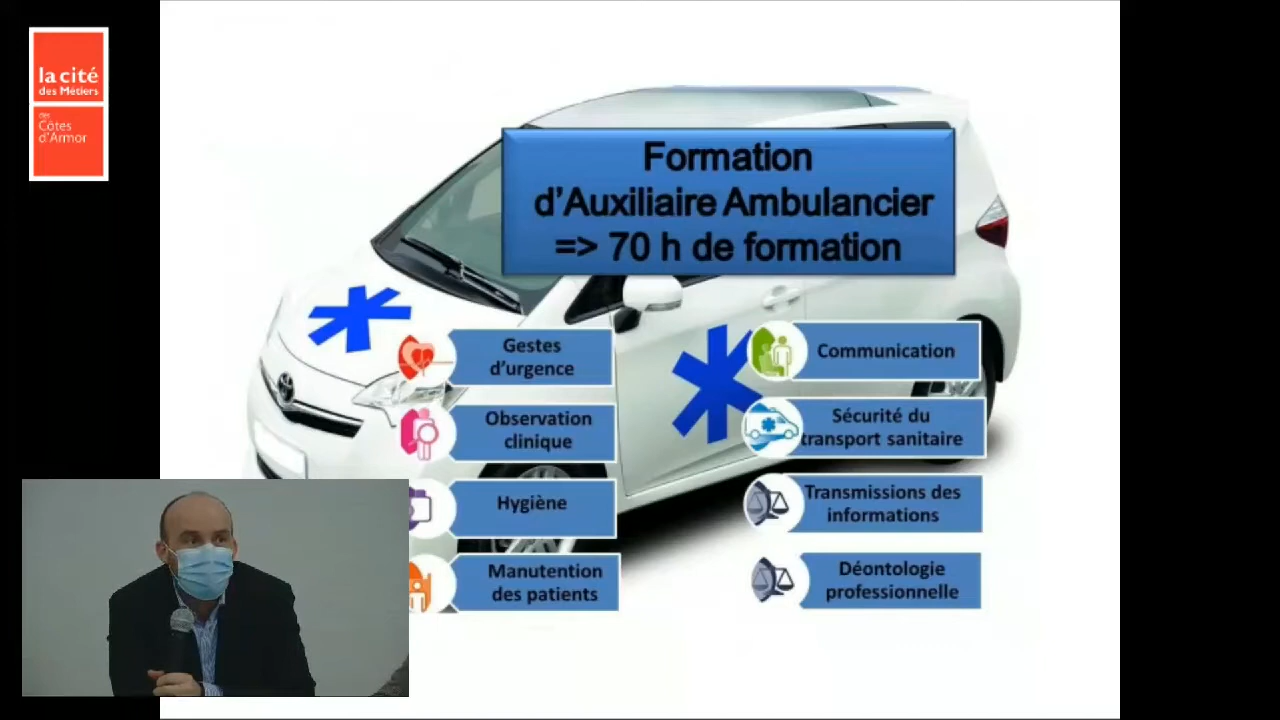 la cité
des Métiers
des
Côtes
d'Armor
Formation
d'Auxiliaire Ambulancier
=> 70 h de formation
Gestes
d'urgence
Observation
clinique
Hygiène
Manutention
des patients
Communication
Sécurité du
transport sanitaire
Transmissions des
informations
Déontologie
professionnelle